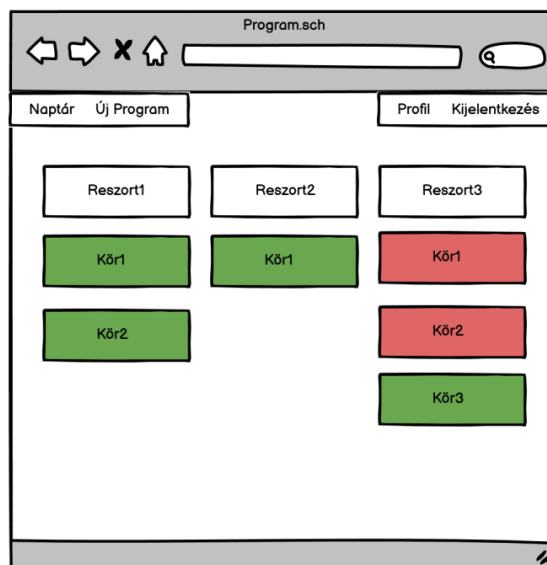 Program.sch
Naptár Új Program Profil Kijelentkezés
Reszort1 Reszort2 Reszort3
Kör1 Kör1 Kör1
Kör2 Kör2
Kör3